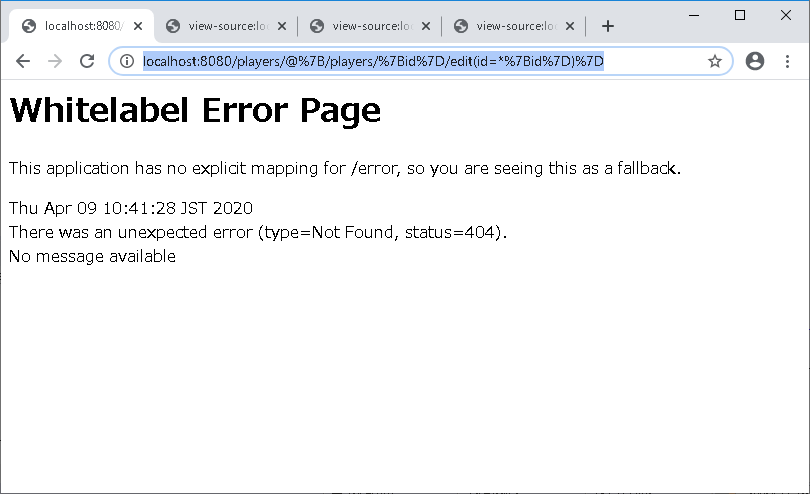 localhost:8080/
view-source:loc
view-source:loc
view-source:loc
localhost:8080/players/@%7B/players/%7Bid%7D/edit(id=*%7Bid%7D)%7D
Whitelabel Error Page
This application has no explicit mapping for /error, so you are seeing this as a fallback.
Thu Apr 09 10:41:28 JST 2020
There was an unexpected error (type=Not Found, status=404).
No message available